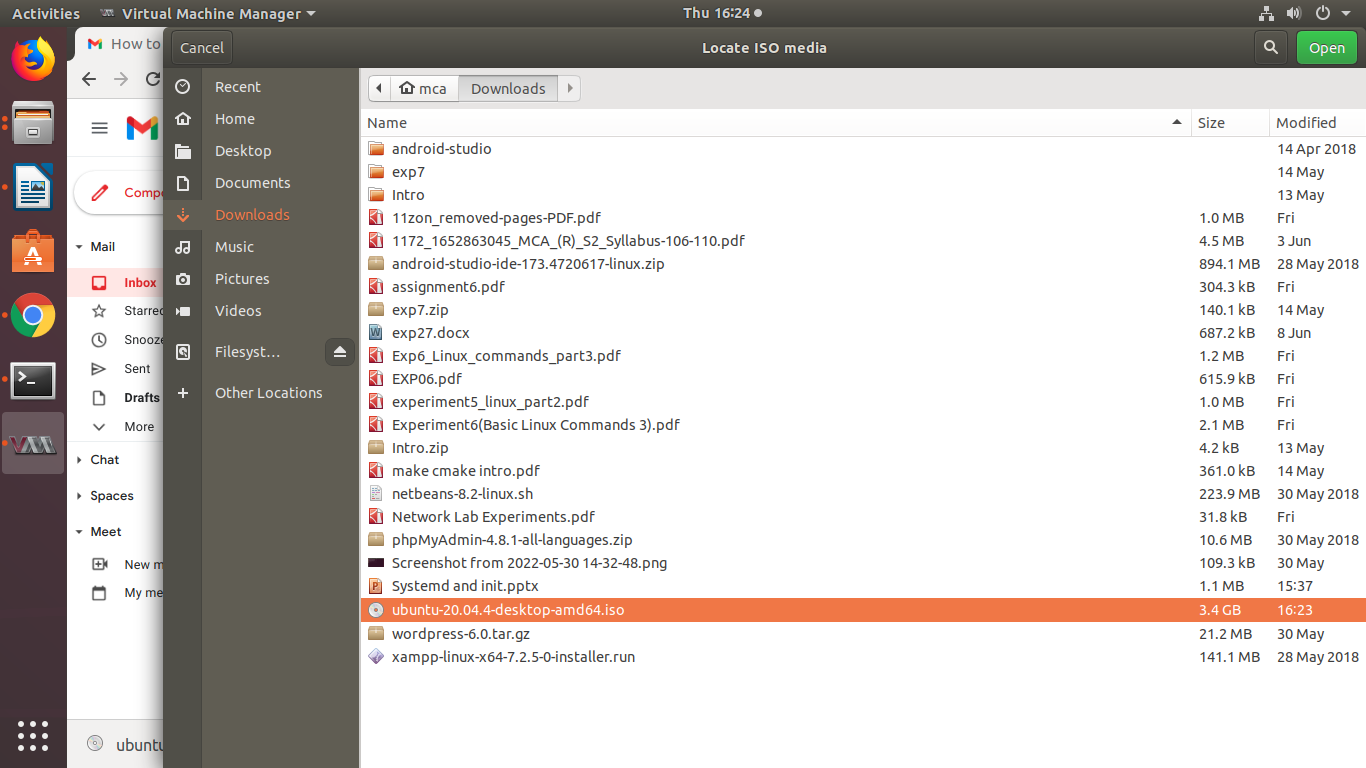 Activities Virtual Machine Manager Thu 16:24
How to
Cancel Locate ISO media Open
Recent
Home
Desktop
Documents
Downloads
Music
Pictures
Videos
Filesyst...
Other Locations
mca Downloads
Name Size Modified
android-studio 14 Apr 2018
exp7 14 May
Intro 13 May
11zon_removed-pages-PDF.pdf 1.0 MB Fri
1172_1652863045_MCA_(R)_S2_Syllabus-106-110.pdf 4.5 MB 3 Jun
android-studio-ide-173.4720617-linux.zip 894.1 MB 28 May 2018
assignment6.pdf 304.3 kB Fri
exp7.zip 140.1 kB 14 May
exp27.docx 687.2 kB 8 Jun
Exp6_Linux_commands_part3.pdf 1.2 MB Fri
EXP06.pdf 615.9 kB Fri
experiment5_linux_part2.pdf 1.0 MB Fri
Experiment6(Basic Linux Commands 3).pdf 2.1 MB Fri
Intro.zip 4.2 kB 13 May
make cmake intro.pdf 361.0 kB 14 May
netbeans-8.2-linux.sh 223.9 MB 30 May 2018
Network Lab Experiments.pdf 31.8 kB Fri
phpMyAdmin-4.8.1-all-languages.zip 10.6 MB 30 May 2018
Screenshot from 2022-05-30 14-32-48.png 109.3 kB 30 May
Systemd and init.pptx 1.1 MB 15:37
ubuntu-20.04.4-desktop-amd64.iso 3.4 GB 16:23
wordpress-6.0.tar.gz 21.2 MB 30 May
xampp-linux-x64-7.2.5-0-installer.run 141.1 MB 28 May 2018
Compo
Mail
Inbox
Starred
Snooze
Sent
Drafts
More
Chat
Spaces
Meet
New m
My me
ubuntu